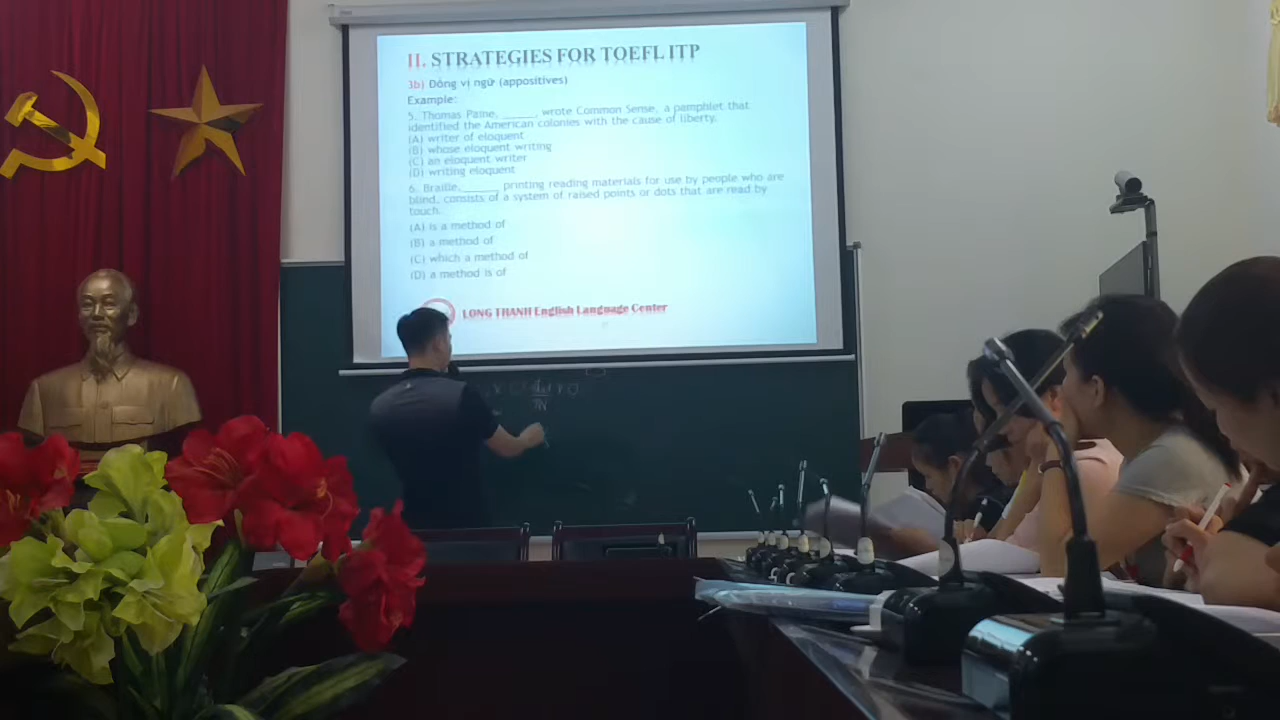 II. STRATEGIES FOR TOEFL ITP
3b) Đồng vị ngữ (appositives)
Example:
5. Thomas Paine, ______, wrote Common Sense, a pamphlet that
identified the American colonies with the cause of liberty.
(A) writer of eloquent
(B) whose eloquent writing
(C) an eloquent writer
(D) writing eloquent
6. Braille,______ printing reading materials for use by people who are
blind, consists of a system of raised points or dots that are read by
touch.
(A) is a method of
(B) a method of
(C) which a method of
(D) a method is of
LONG THANH English Language Center